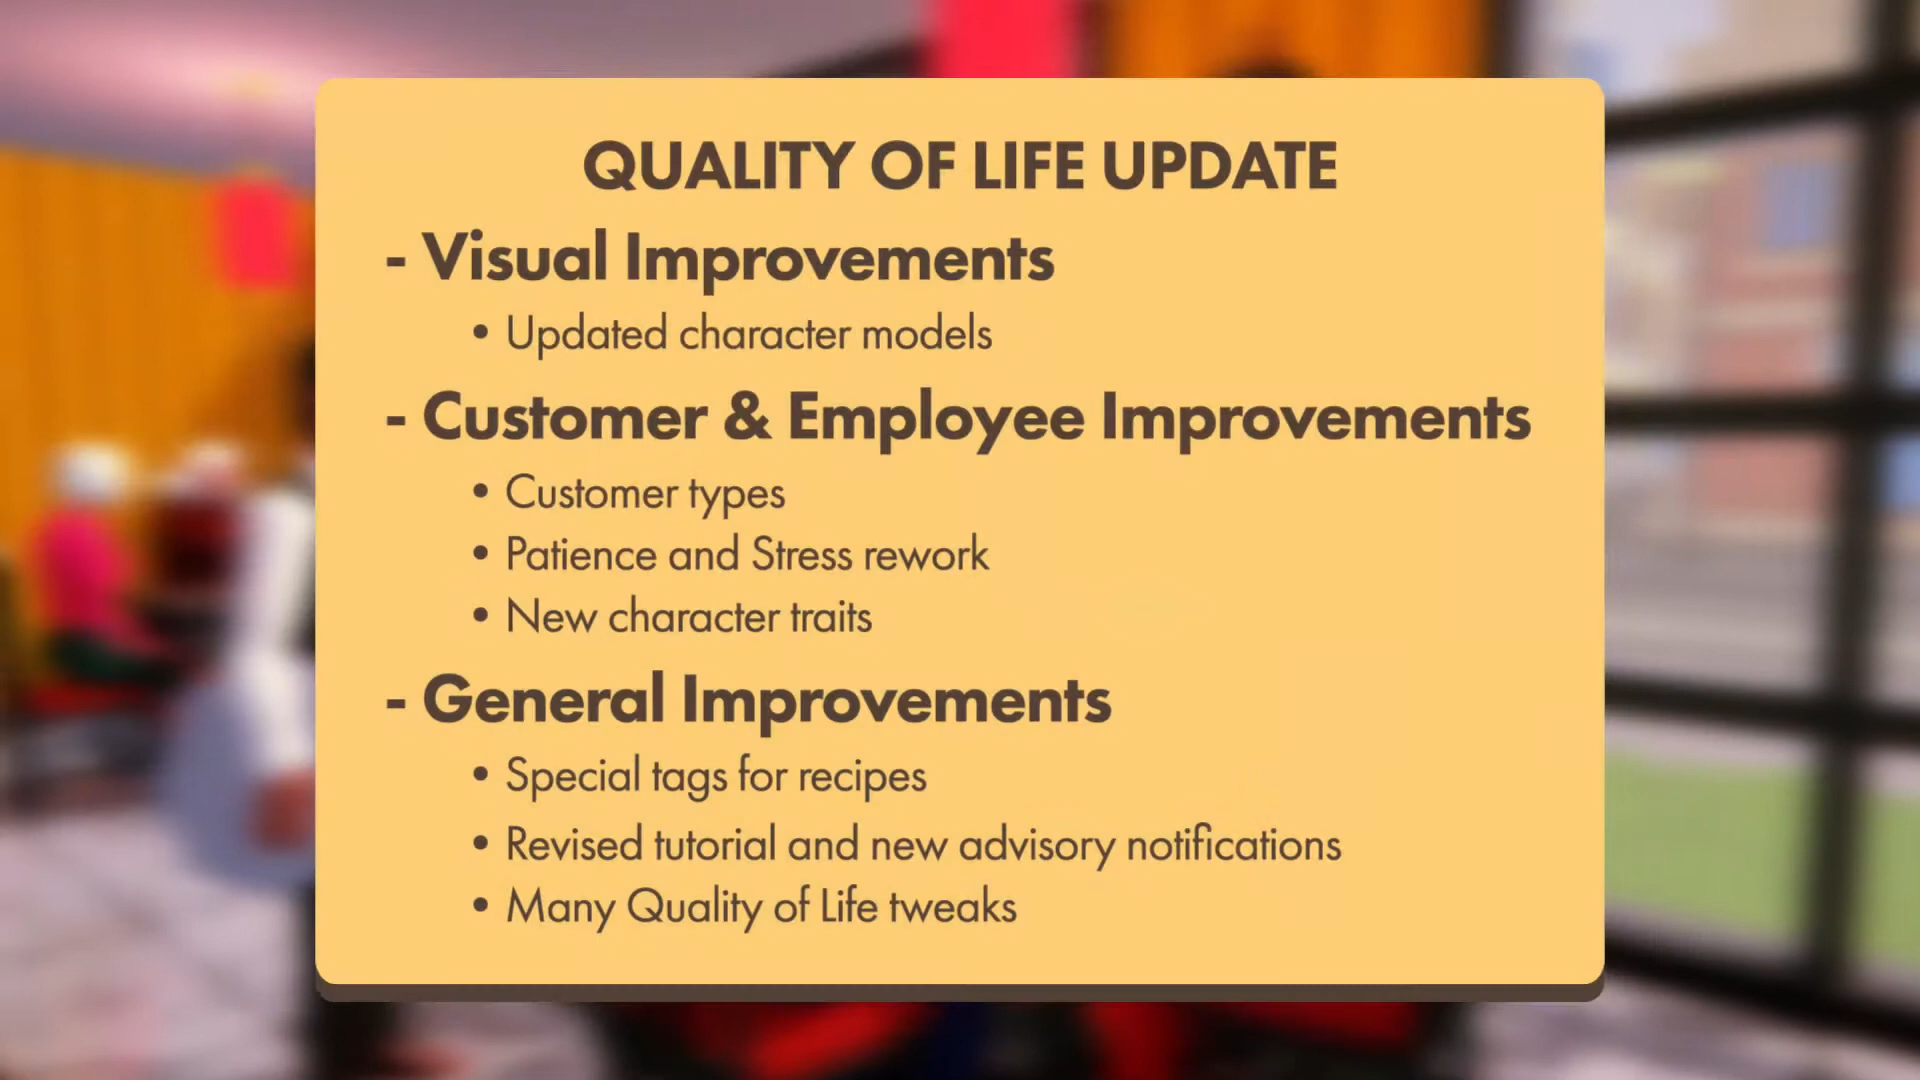 QUALITY OF LIFE UPDATE
- Visual Improvements
• Updated character models
- Customer & Employee Improvements
• Customer types
• Patience and Stress rework
• New character traits
- General Improvements
• Special tags for recipes
• Revised tutorial and new advisory notifications
• Many Quality of Life tweaks